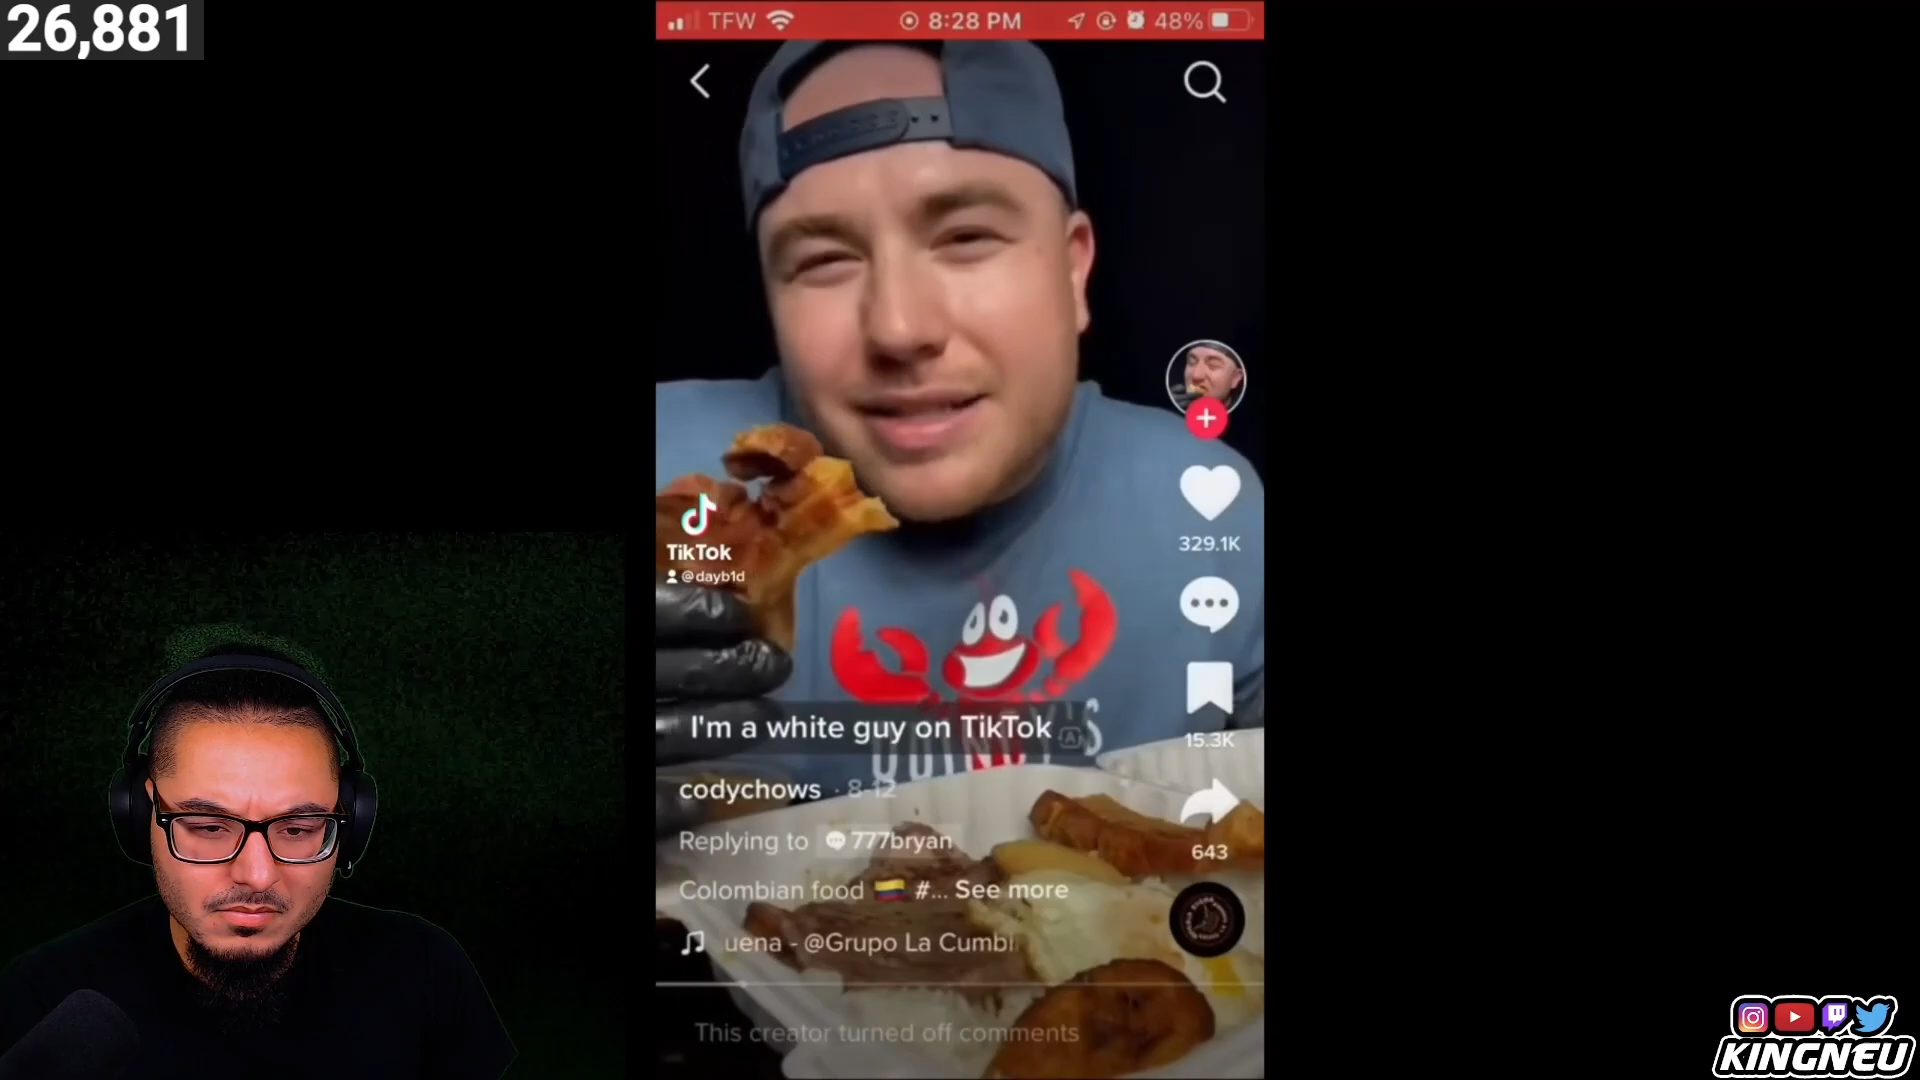 26,881
TFW 8:28 PM 48%
329.1K
TikTok
@dayb1d
I'm a white guy on TikTok
QUINCY'S
15.3K
codychows · 8-12
Replying to 777bryan
643
Colombian food 🇨🇴 #... See more
uena - @Grupo La Cumbi
This creator turned off comments
KINGNEU